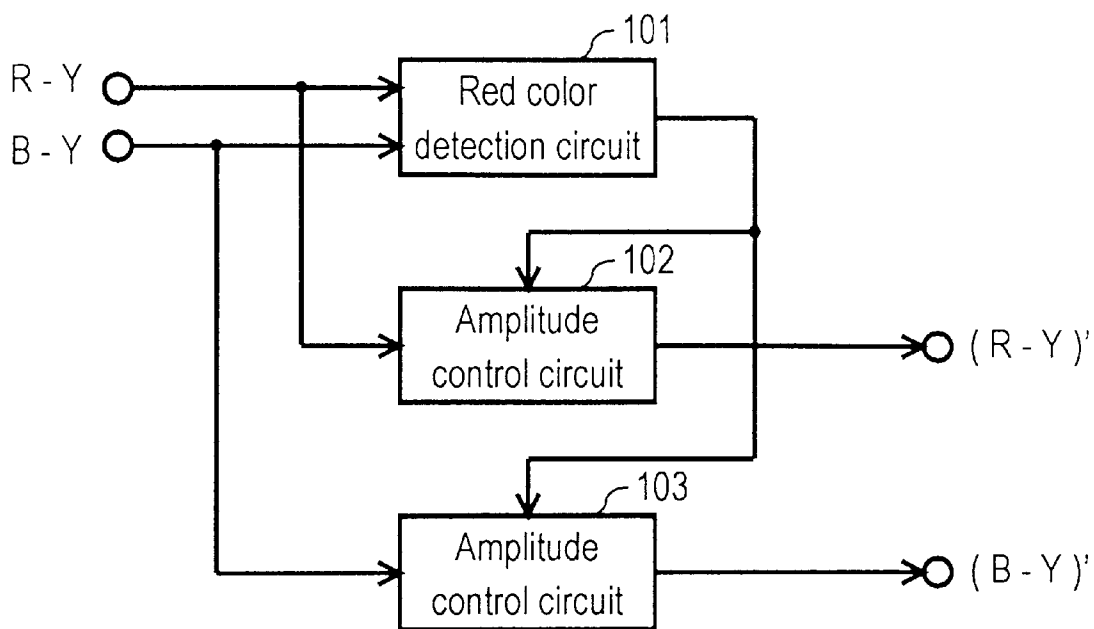 101
R - Y
Red color
detection circuit
B - Y
102
Amplitude
control circuit
( R - Y )'
103
Amplitude
control circuit
( B - Y )'